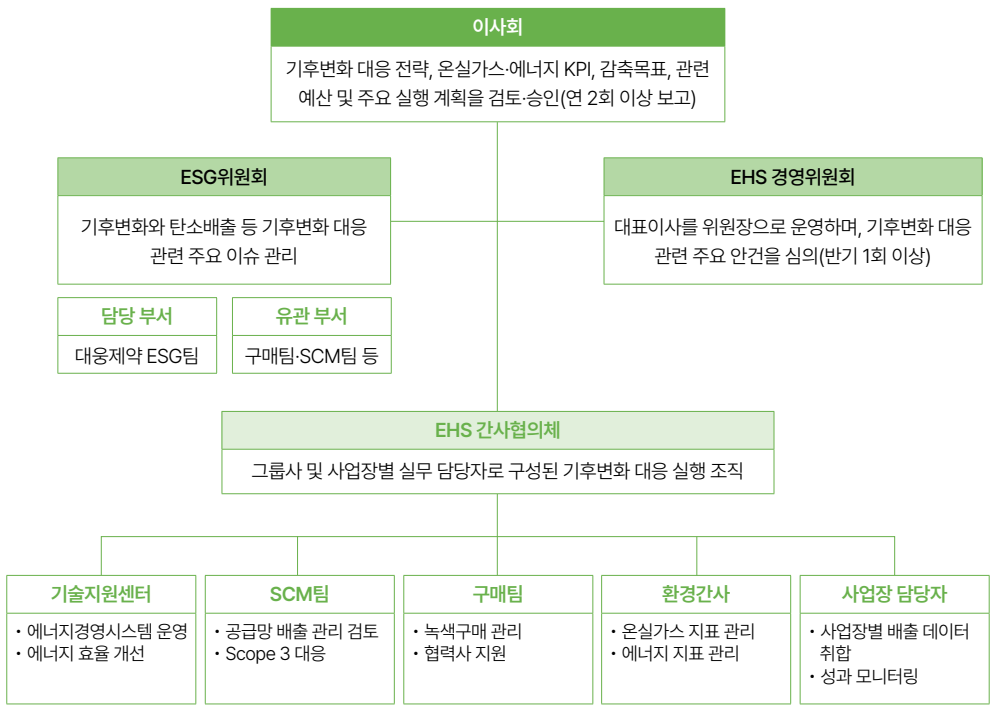 이사회
기후변화 대응 전략, 온실가스·에너지 KPI, 감축목표, 관련
예산 및 주요 실행 계획을 검토·승인(연 2회 이상 보고)
ESG위원회
기후변화와 탄소배출 등 기후변화 대응
관련 주요 이슈 관리
EHS 경영위원회
대표이사를 위원장으로 운영하며, 기후변화 대응
관련 주요 안건을 심의(반기 1회 이상)
담당 부서
대웅제약 ESG팀
유관 부서
구매팀·SCM팀 등
EHS 간사협의체
그룹사 및 사업장별 실무 담당자로 구성된 기후변화 대응 실행 조직
기술지원센터
• 에너지경영시스템 운영
• 에너지 효율 개선
SCM팀
• 공급망 배출 관리 검토
• Scope 3 대응
구매팀
• 녹색구매 관리
• 협력사 지원
환경간사
• 온실가스 지표 관리
• 에너지 지표 관리
사업장 담당자
• 사업장별 배출 데이터
취합
• 성과 모니터링